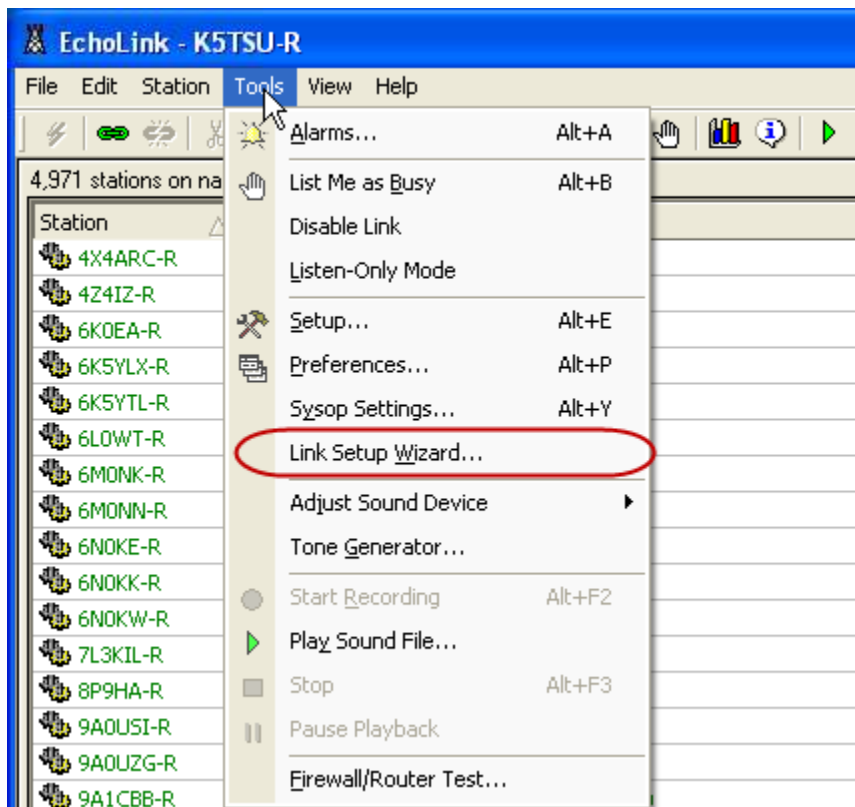 EchoLink - K5TSU-R
File Edit Station Tools View Help
4,971 stations on na
Station
4X4ARC-R
4Z4IZ-R
6K0EA-R
6K5YLX-R
6K5YTL-R
6L0WT-R
6M0NK-R
6M0NN-R
6N0KE-R
6N0KK-R
6N0KW-R
7L3KIL-R
8P9HA-R
9A0USI-R
9A0UZG-R
9A1CBB-R
Alarms... Alt+A
List Me as Busy Alt+B
Disable Link
Listen-Only Mode
Setup... Alt+E
Preferences... Alt+P
Sysop Settings... Alt+Y
Link Setup Wizard...
Adjust Sound Device
Tone Generator...
Start Recording Alt+F2
Play Sound File...
Stop Alt+F3
Pause Playback
Firewall/Router Test...